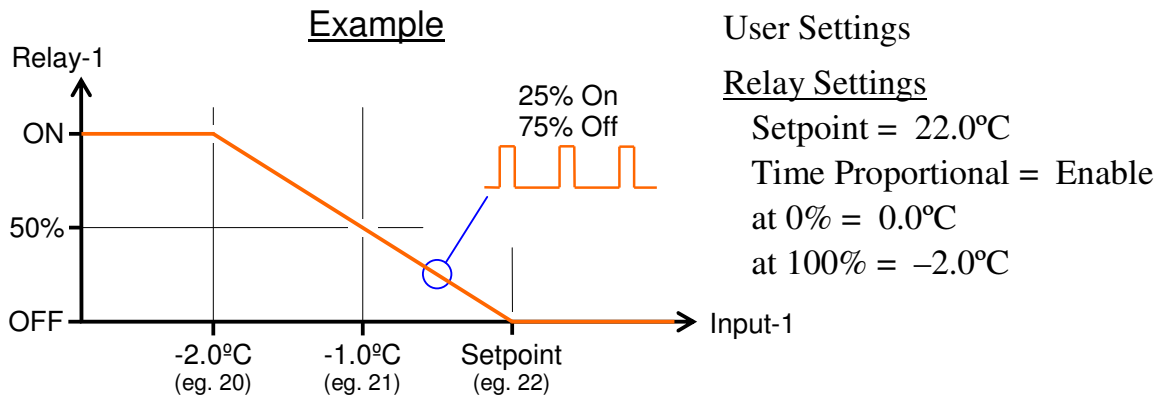 Example
Relay-1
ON
50%
OFF
25% On
75% Off
-2.0ºC
(eg. 20)
-1.0ºC
(eg. 21)
Setpoint
(eg. 22)
Input-1
User Settings
Relay Settings
Setpoint = 22.0ºC
Time Proportional = Enable
at 0% = 0.0ºC
at 100% = –2.0ºC